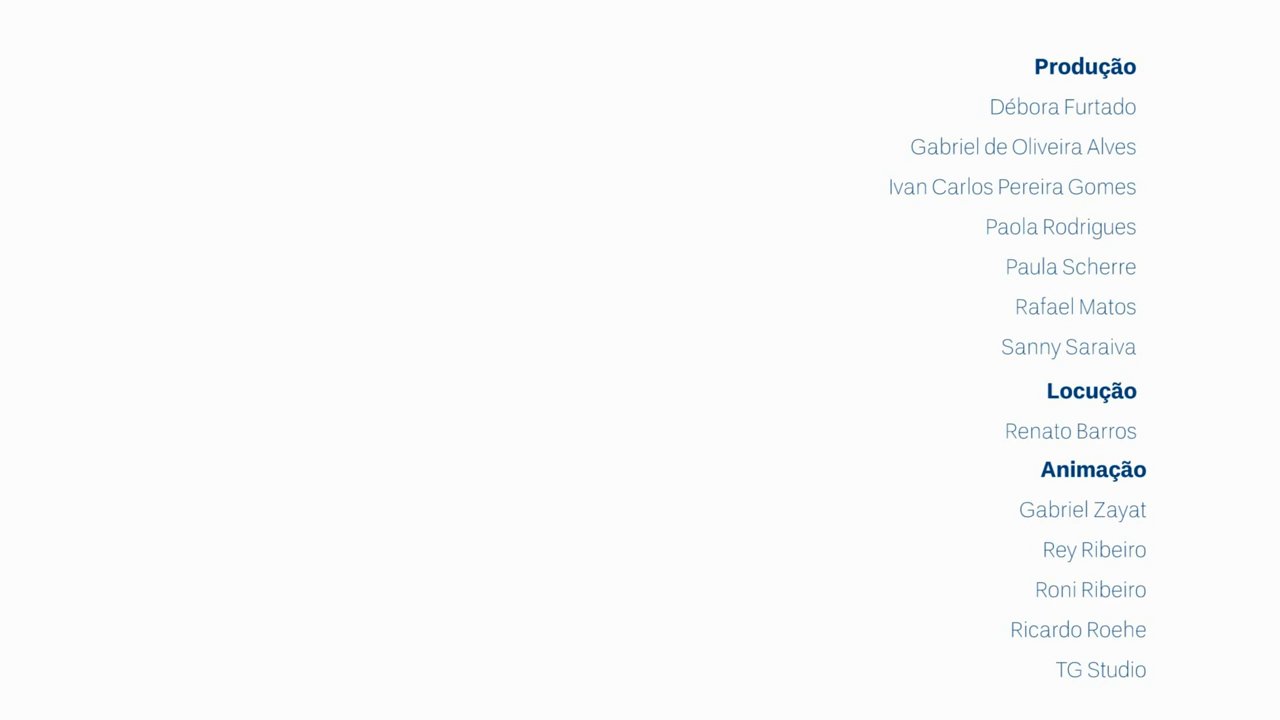 Produção
Débora Furtado
Gabriel de Oliveira Alves
Ivan Carlos Pereira Gomes
Paola Rodrigues
Paula Scherre
Rafael Matos
Sanny Saraiva
Locução
Renato Barros
Animação
Gabriel Zayat
Rey Ribeiro
Roni Ribeiro
Ricardo Roehe
TG Studio